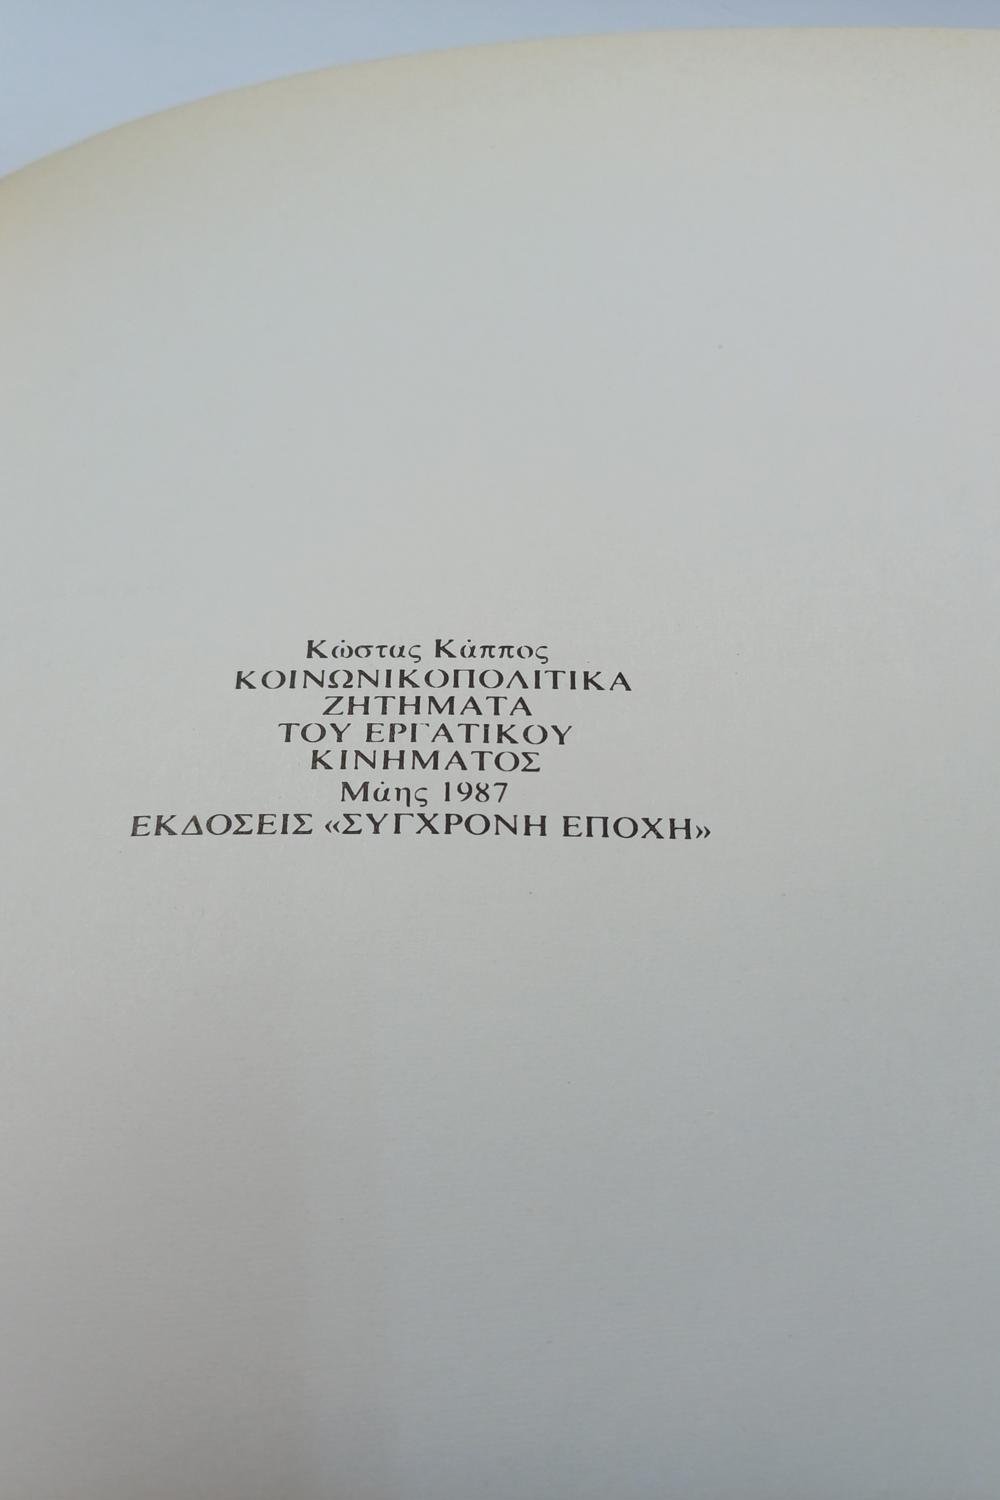 Κώστας Κάππος
ΚΟΙΝΩΝΙΚΟΠΟΛΙΤΙΚΑ
ΖΗΤΗΜΑΤΑ
ΤΟΥ ΕΡΓΑΤΙΚΟΥ
ΚΙΝΗΜΑΤΟΣ
Μάης 1987
ΕΚΔΟΣΕΙΣ «ΣΥΓΧΡΟΝΗ ΕΠΟΧΗ»